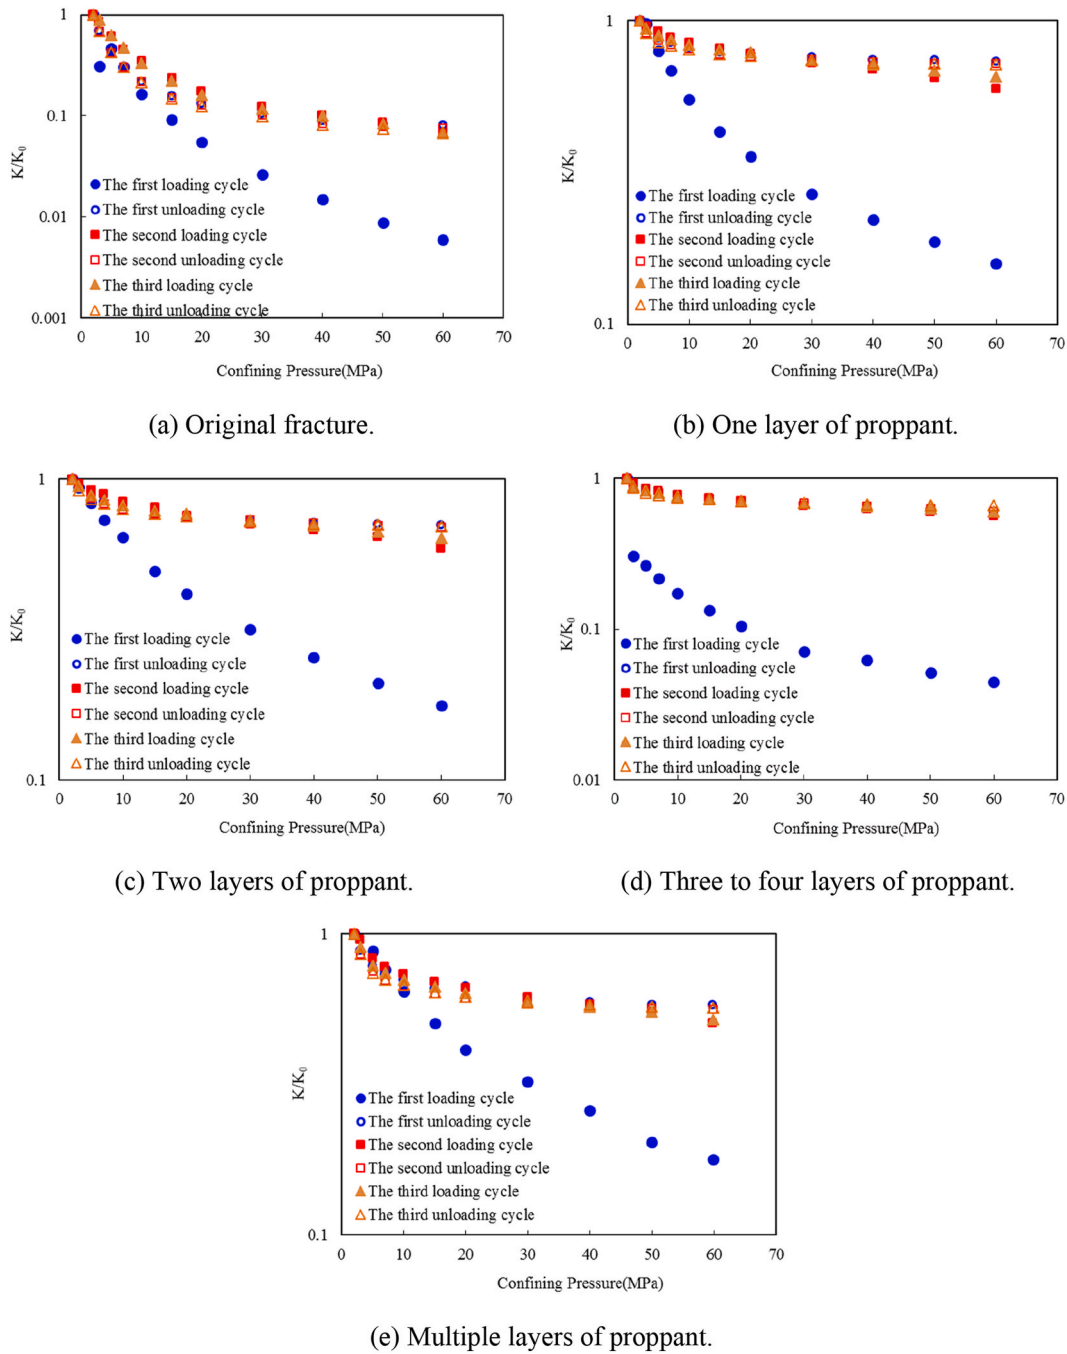 1
0.1
0.01
0.001
K/K0
The first loading cycle
The first unloading cycle
The second loading cycle
The second unloading cycle
The third loading cycle
The third unloading cycle
0 10 20 30 40 50 60 70
Confining Pressure(MPa)
(a) Original fracture.
1
0.1
K/K0
The first loading cycle
The first unloading cycle
The second loading cycle
The second unloading cycle
The third loading cycle
The third unloading cycle
0 10 20 30 40 50 60 70
Confining Pressure(MPa)
(b) One layer of proppant.
1
0.1
K/K0
The first loading cycle
The first unloading cycle
The second loading cycle
The second unloading cycle
The third loading cycle
The third unloading cycle
0 10 20 30 40 50 60 70
Confining Pressure(MPa)
(c) Two layers of proppant.
1
0.1
0.01
K/K0
The first loading cycle
The first unloading cycle
The second loading cycle
The second unloading cycle
The third loading cycle
The third unloading cycle
0 10 20 30 40 50 60 70
Confining Pressure(MPa)
(d) Three to four layers of proppant.
1
0.1
K/K0
The first loading cycle
The first unloading cycle
The second loading cycle
The second unloading cycle
The third loading cycle
The third unloading cycle
0 10 20 30 40 50 60 70
Confining Pressure(MPa)
(e) Multiple layers of proppant.